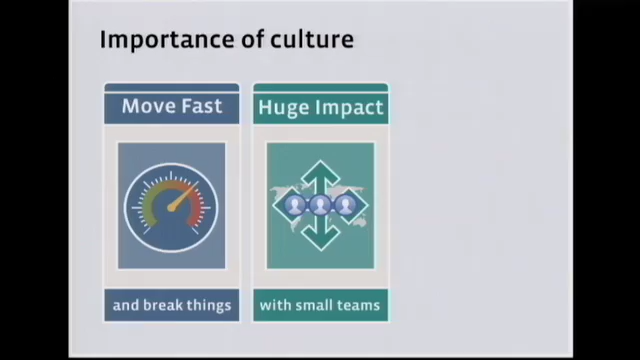 Importance of culture
Move Fast
and break things
Huge Impact
with small teams